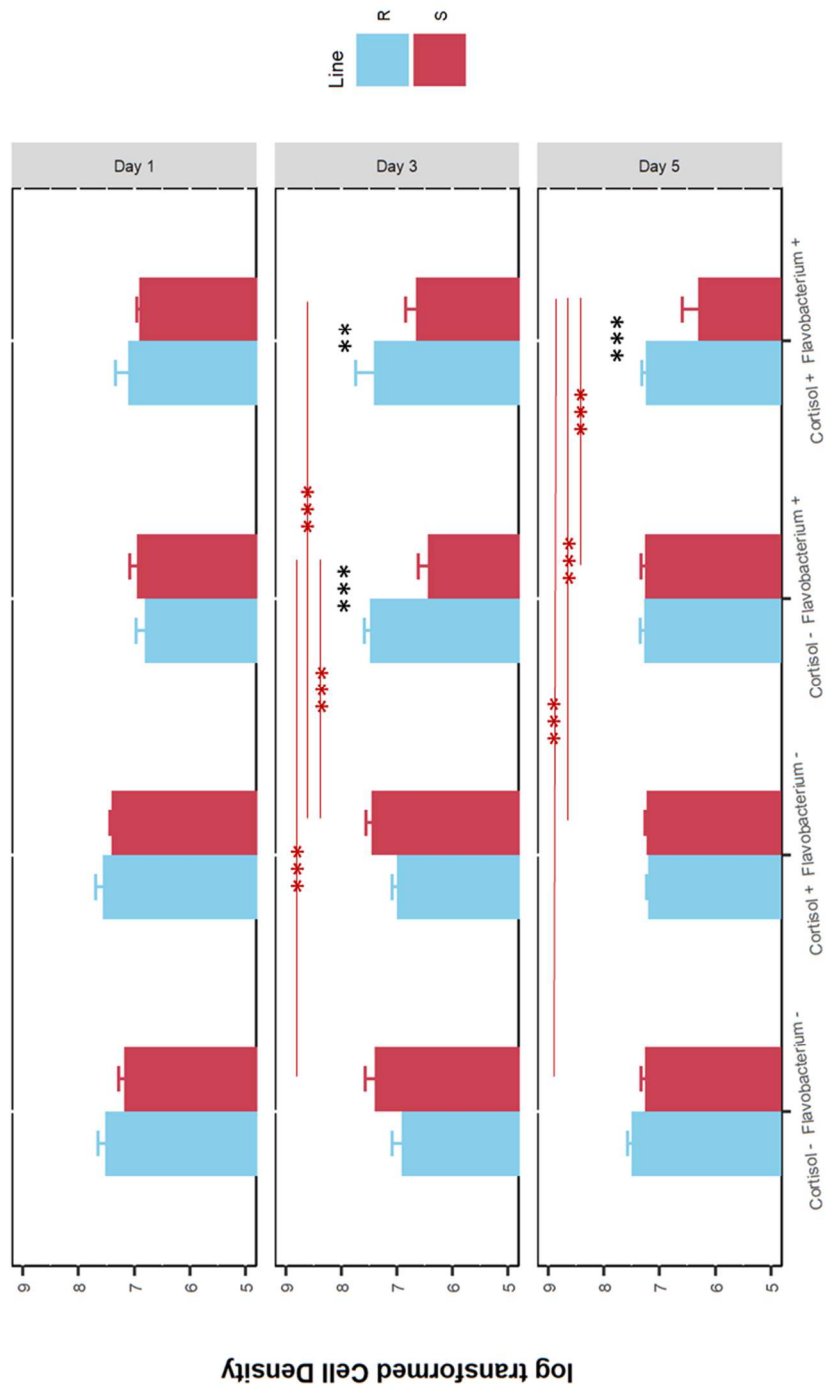 Line
R
S
Day 1
9
8
7
6
5
Day 3
***
***
***
***
**
9
8
7
6
5
Day 5
***
***
***
***
9
8
7
6
5
Cortisol - Flavobacterium -
Cortisol + Flavobacterium -
Cortisol - Flavobacterium +
Cortisol + Flavobacterium +
log transformed Cell Density